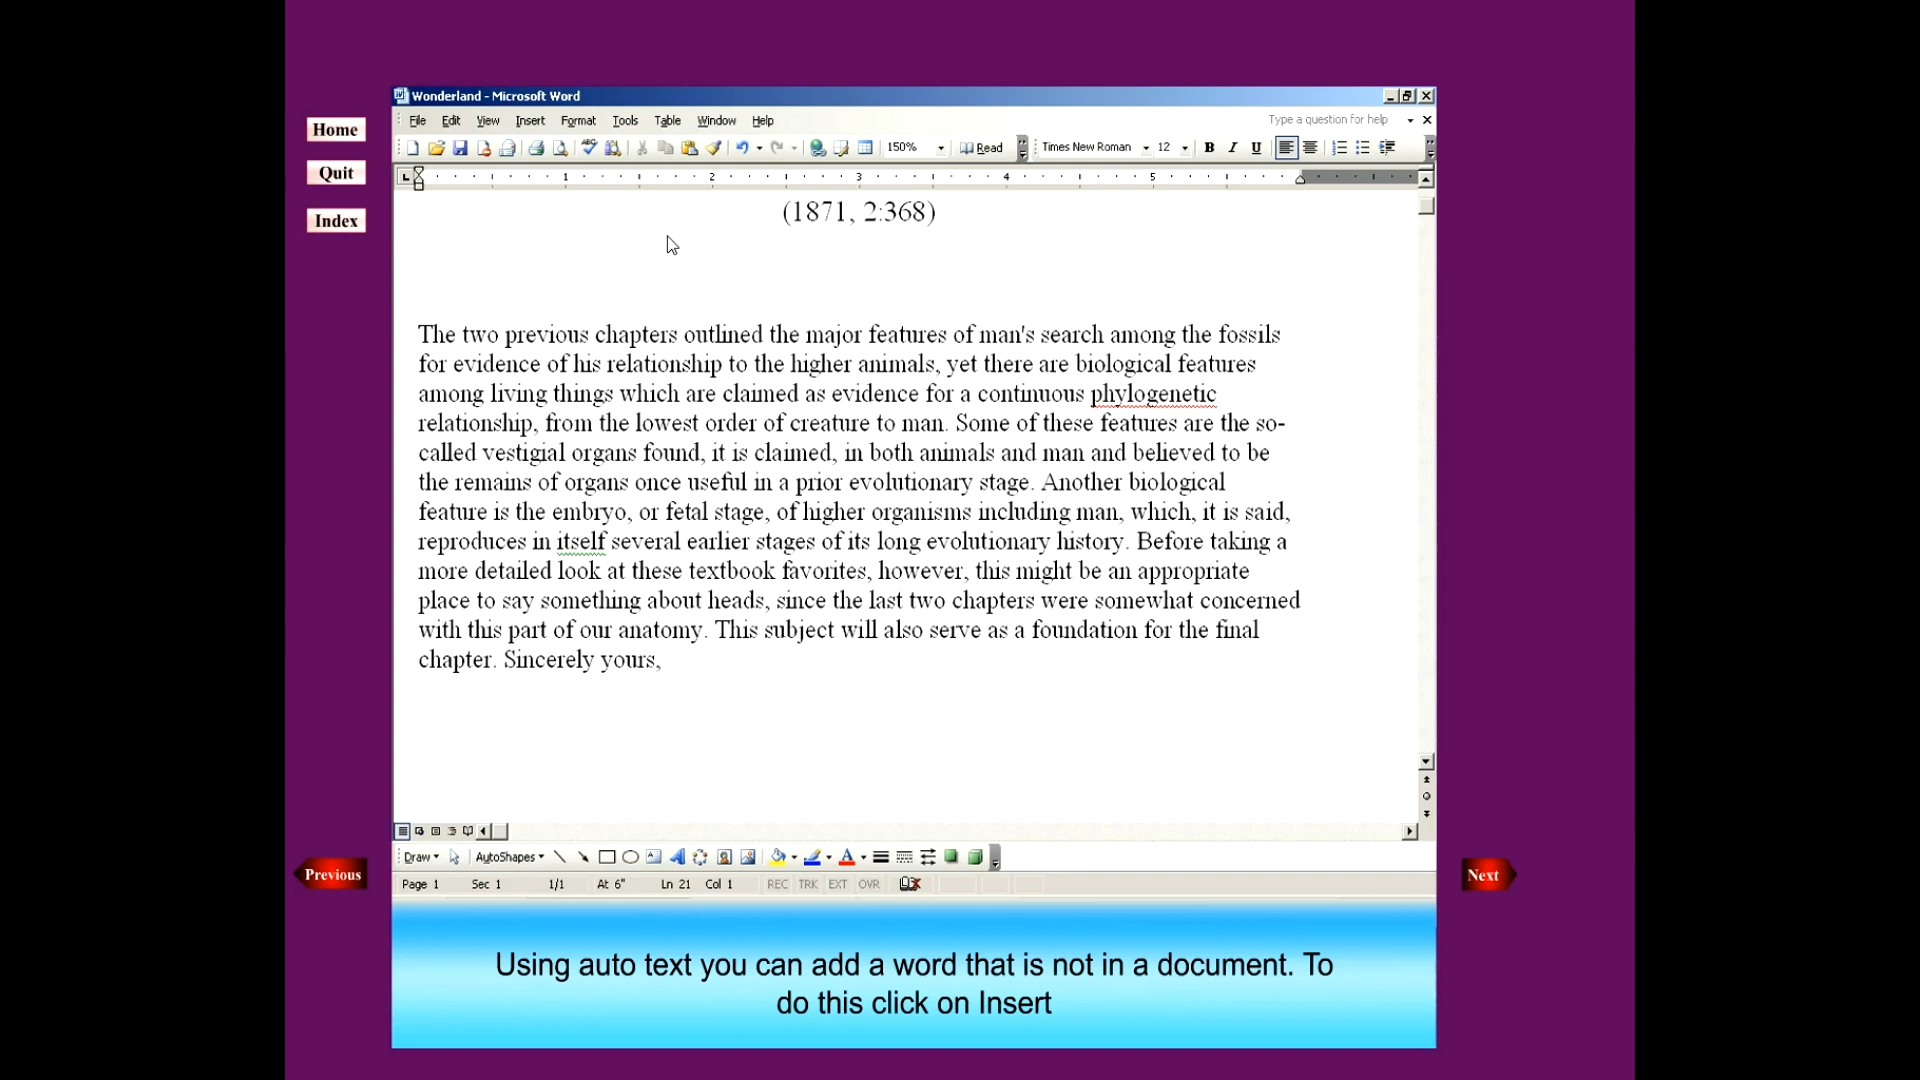 Wonderland - Microsoft Word
Home
File Edit View Insert Format Tools Table Window Help
Type a question for help
150% Read Times New Roman 12 B I U
Quit
1 2 3 4 5
Index
(1871, 2:368)
The two previous chapters outlined the major features of man's search among the fossils
for evidence of his relationship to the higher animals, yet there are biological features
among living things which are claimed as evidence for a continuous phylogenetic
relationship, from the lowest order of creature to man. Some of these features are the so-
called vestigial organs found, it is claimed, in both animals and man and believed to be
the remains of organs once useful in a prior evolutionary stage. Another biological
feature is the embryo, or fetal stage, of higher organisms including man, which, it is said,
reproduces in itself several earlier stages of its long evolutionary history. Before taking a
more detailed look at these textbook favorites, however, this might be an appropriate
place to say something about heads, since the last two chapters were somewhat concerned
with this part of our anatomy. This subject will also serve as a foundation for the final
chapter. Sincerely yours,
Draw AutoShapes
Previous
Next
Page 1 Sec 1 1/1 At 6" Ln 21 Col 1 REC TRK EXT OVR
Using auto text you can add a word that is not in a document. To
do this click on Insert